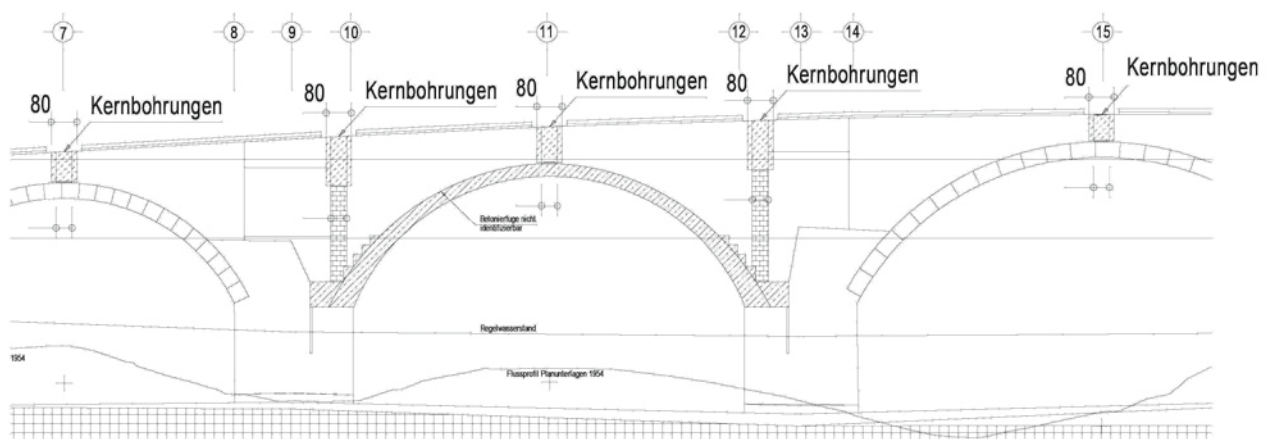 7 8 9 10 11 12 13 14 15
80 Kernbohrungen
80 Kernbohrungen
80 Kernbohrungen
80 Kernbohrungen
80 Kernbohrungen
Betonierfuge nicht
identifizierbar
Regelwasserstand
1954
Flussprofil Planunterlagen 1954